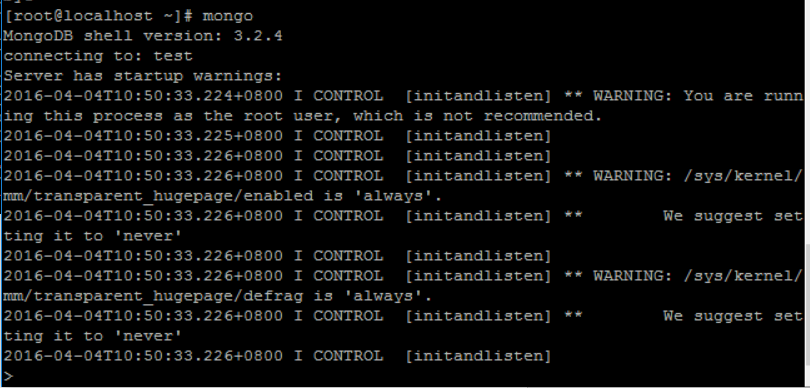 [root@localhost ~]# mongo
MongoDB shell version: 3.2.4
connecting to: test
Server has startup warnings:
2016-04-04T10:50:33.224+0800 I CONTROL  [initandlisten] ** WARNING: You are runn
ing this process as the root user, which is not recommended.
2016-04-04T10:50:33.225+0800 I CONTROL  [initandlisten]
2016-04-04T10:50:33.226+0800 I CONTROL  [initandlisten]
2016-04-04T10:50:33.226+0800 I CONTROL  [initandlisten] ** WARNING: /sys/kernel/
mm/transparent_hugepage/enabled is 'always'.
2016-04-04T10:50:33.226+0800 I CONTROL  [initandlisten] **        We suggest set
ting it to 'never'
2016-04-04T10:50:33.226+0800 I CONTROL  [initandlisten]
2016-04-04T10:50:33.226+0800 I CONTROL  [initandlisten] ** WARNING: /sys/kernel/
mm/transparent_hugepage/defrag is 'always'.
2016-04-04T10:50:33.226+0800 I CONTROL  [initandlisten] **        We suggest set
ting it to 'never'
2016-04-04T10:50:33.226+0800 I CONTROL  [initandlisten]
>